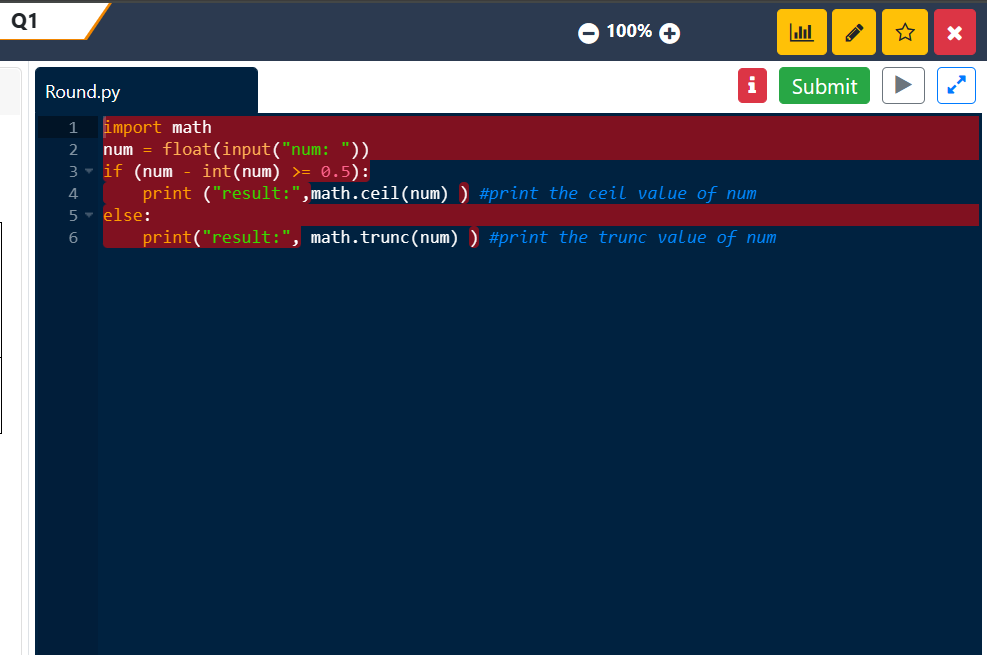 Q1
100%
Round.py
Submit
1 import math
2 num = float(input("num: "))
3 if (num - int(num) >= 0.5):
4     print ("result:",math.ceil(num) ) #print the ceil value of num
5 else:
6     print("result:", math.trunc(num) ) #print the trunc value of num